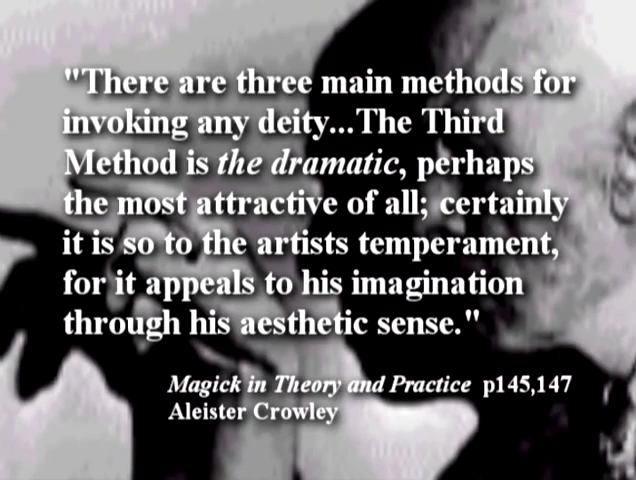 "There are three main methods for
invoking any deity...The Third
Method is the dramatic, perhaps
the most attractive of all; certainly
it is so to the artists temperament,
for it appeals to his imagination
through his aesthetic sense."
Magick in Theory and Practice p145,147
Aleister Crowley